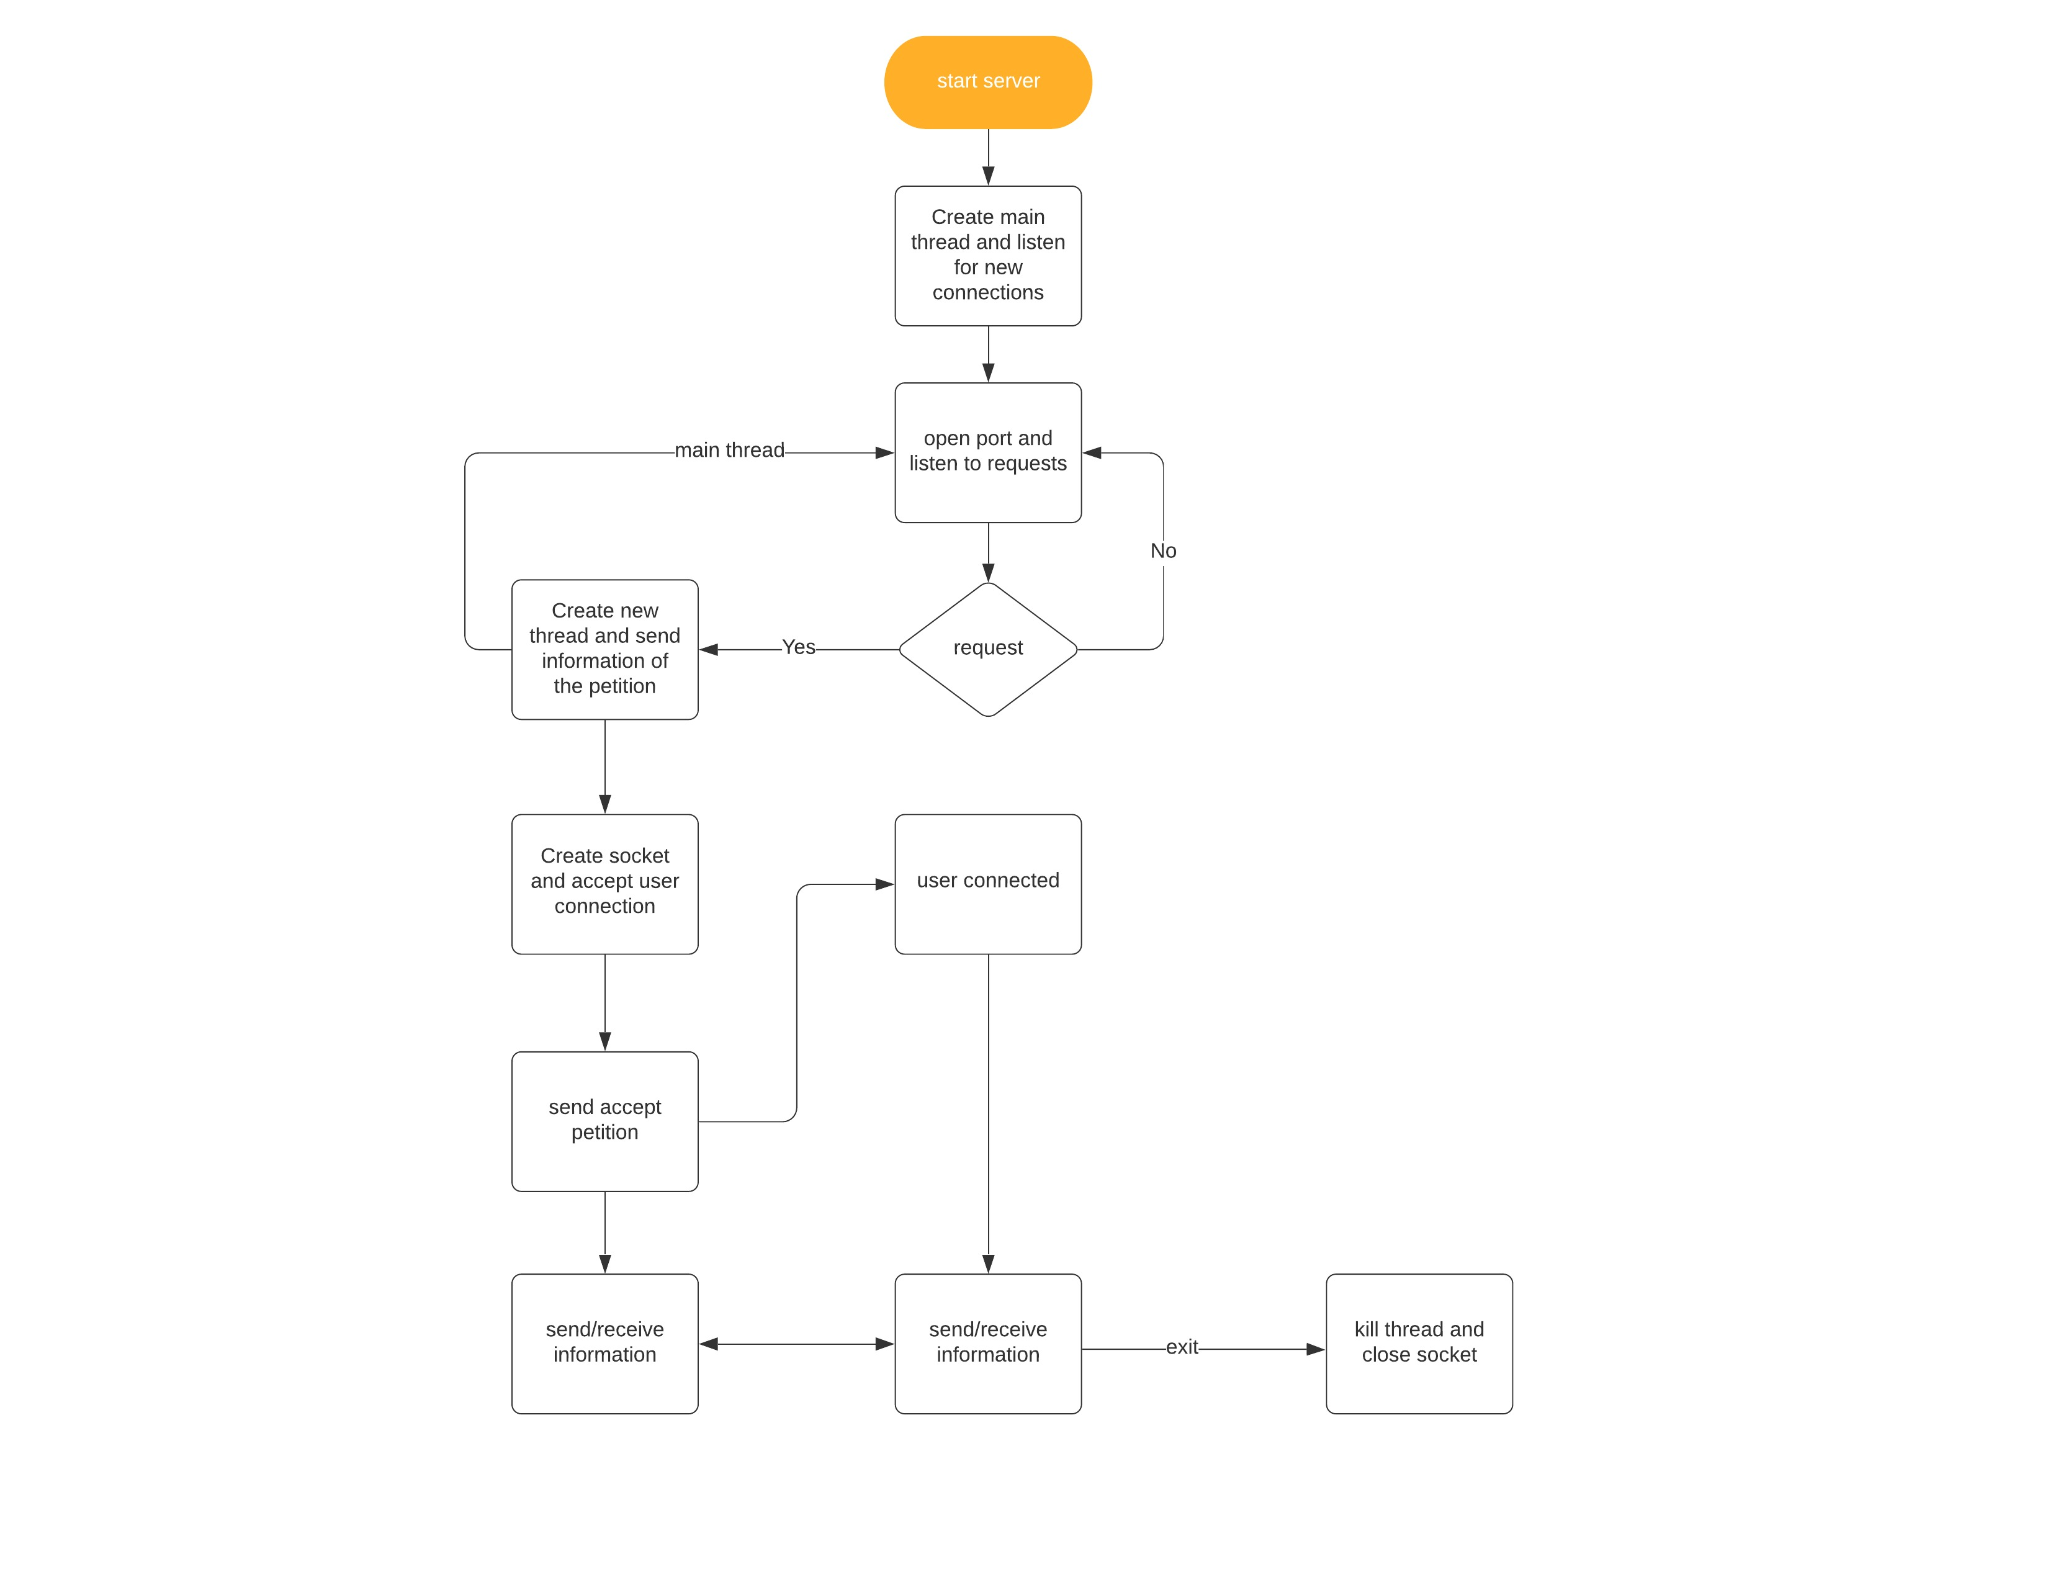 start server
Create main
thread and listen
for new
connections
open port and
listen to requests
main thread
No
Create new
thread and send
information of
the petition
Yes
request
Create socket
and accept user
connection
user connected
send accept
petition
send/receive
information
send/receive
information
exit
kill thread and
close socket